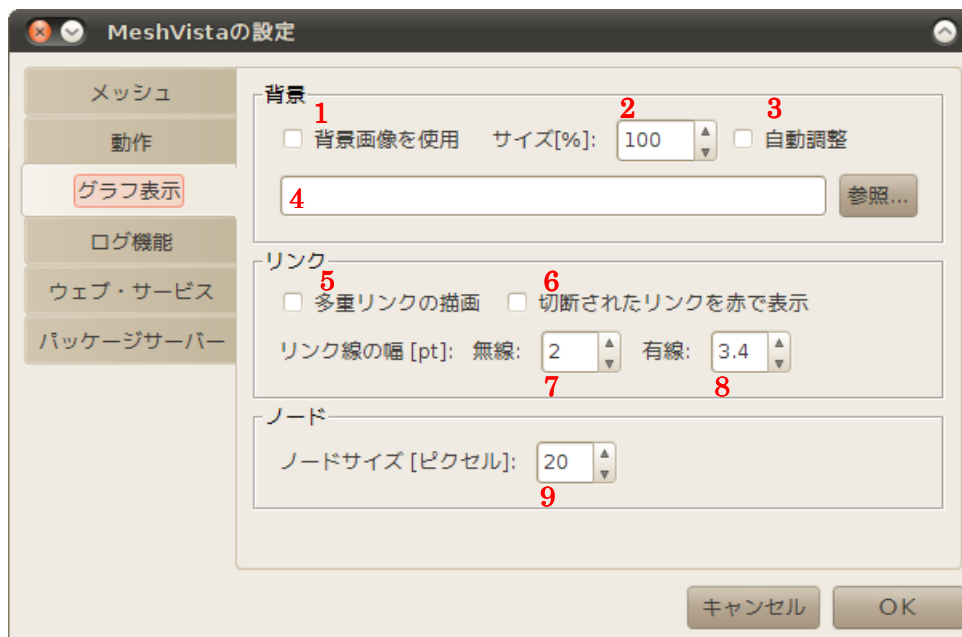 MeshVistaの設定
メッシュ
動作
グラフ表示
ログ機能
ウェブ・サービス
パッケージサーバー
背景
1 2 3
背景画像を使用 サイズ[%]: 100 自動調整
4 参照...
リンク
5 6
多重リンクの描画 切断されたリンクを赤で表示
リンク線の幅 [pt]: 無線: 2 有線: 3.4
7 8
ノード
ノードサイズ [ピクセル]: 20
9
キャンセル OK